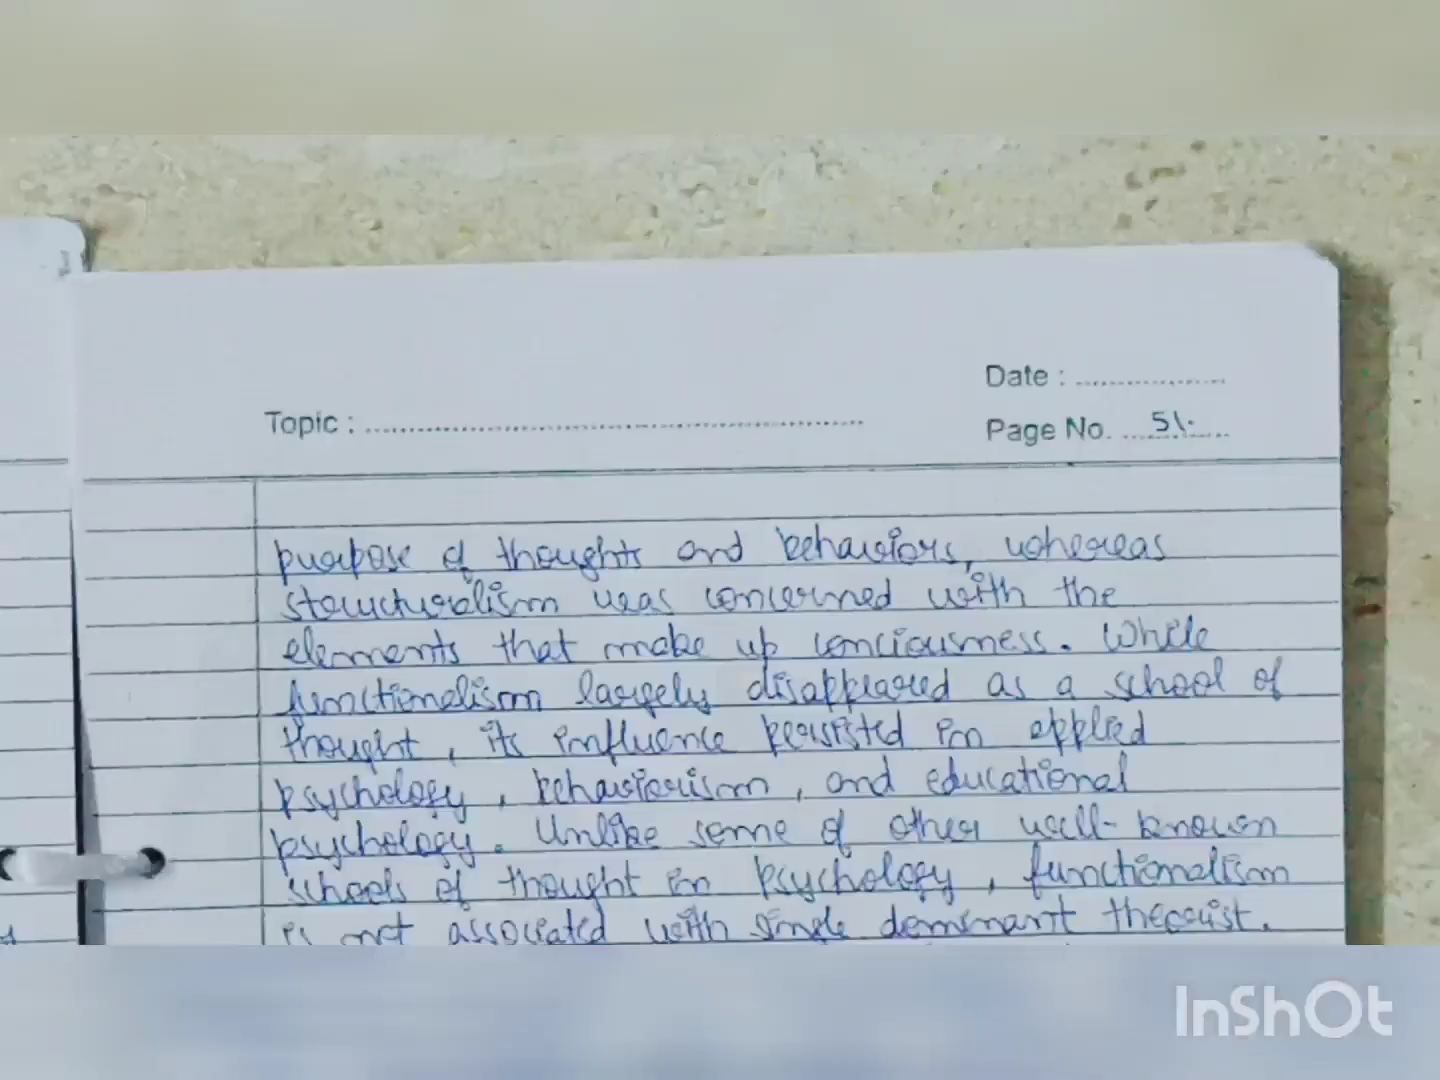 Date : ....................
Topic : ......................................................
Page No. ...51.......
purpose of thoughts and behaviors, whereas
structuralism was concerned with the
elements that make up conciousness. While
functionalism largely disappeared as a school of
thought, its influence persisted in applied
psychology, behaviorism, and educational
psychology. Unlike some of other well-known
schools of thought in psychology, functionalism
is not associated with single dominant theorist.
InShOt